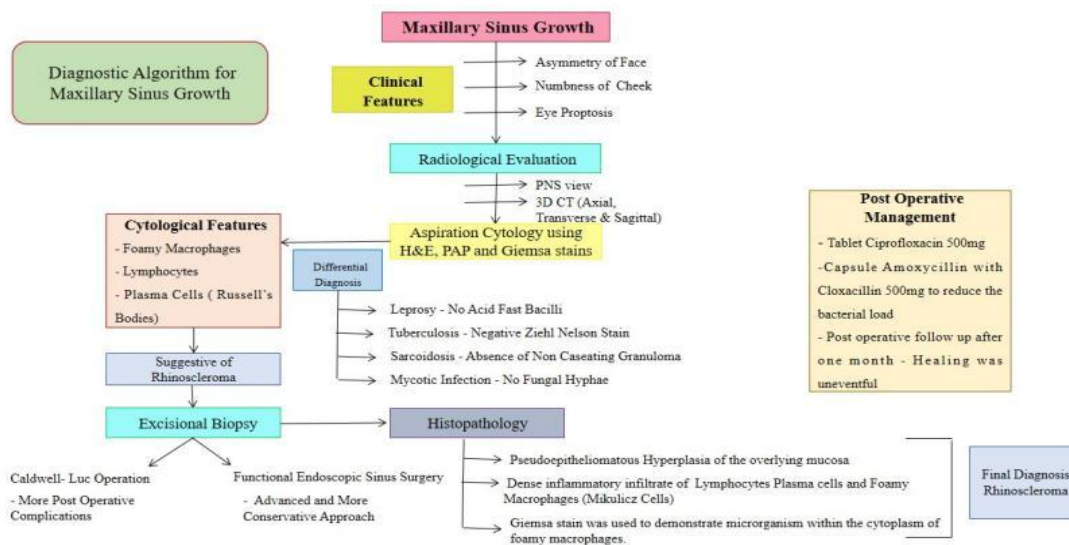 Maxillary Sinus Growth
Diagnostic Algorithm for
Maxillary Sinus Growth
Clinical
Features
Asymmetry of Face
Numbness of Cheek
Eye Proptosis
Radiological Evaluation
PNS view
3D CT (Axial,
Transverse & Sagittal)
Aspiration Cytology using
H&E, PAP and Giemsa stains
Cytological Features
- Foamy Macrophages
- Lymphocytes
- Plasma Cells ( Russell's
Bodies)
Differential
Diagnosis
Leprosy - No Acid Fast Bacilli
Tuberculosis - Negative Ziehl Nelson Stain
Sarcoidosis - Absence of Non Caseating Granuloma
Mycotic Infection - No Fungal Hyphae
Suggestive of
Rhinoscleroma
Excisional Biopsy
Caldwell- Luc Operation
- More Post Operative
Complications
Functional Endoscopic Sinus Surgery
- Advanced and More
Conservative Approach
Histopathology
Pseudoepitheliomatous Hyperplasia of the overlying mucosa
Dense inflammatory infiltrate of Lymphocytes Plasma cells and Foamy
Macrophages (Mikulicz Cells)
Giemsa stain was used to demonstrate microrganism within the cytoplasm of
foamy macrophages.
Final Diagnosis
Rhinoscleroma
Post Operative
Management
- Tablet Ciprofloxacin 500mg
-Capsule Amoxycillin with
Cloxacillin 500mg to reduce the
bacterial load
- Post operative follow up after
one month - Healing was
uneventful